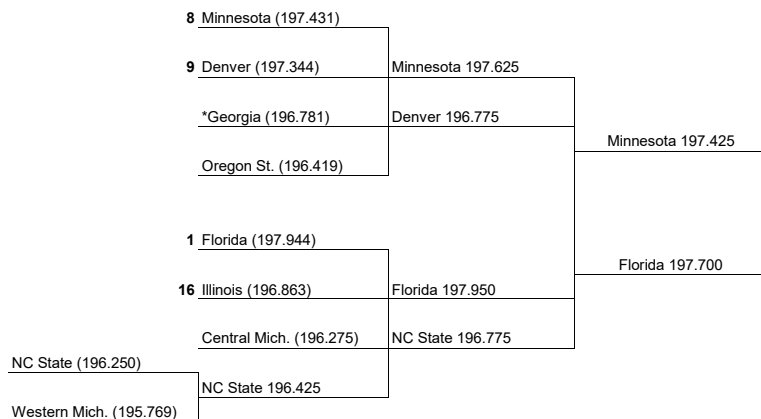 8 Minnesota (197.431)
9 Denver (197.344)
Minnesota 197.625
*Georgia (196.781)
Denver 196.775
Minnesota 197.425
Oregon St. (196.419)
1 Florida (197.944)
Florida 197.700
16 Illinois (196.863)
Florida 197.950
Central Mich. (196.275)
NC State 196.775
NC State (196.250)
NC State 196.425
Western Mich. (195.769)